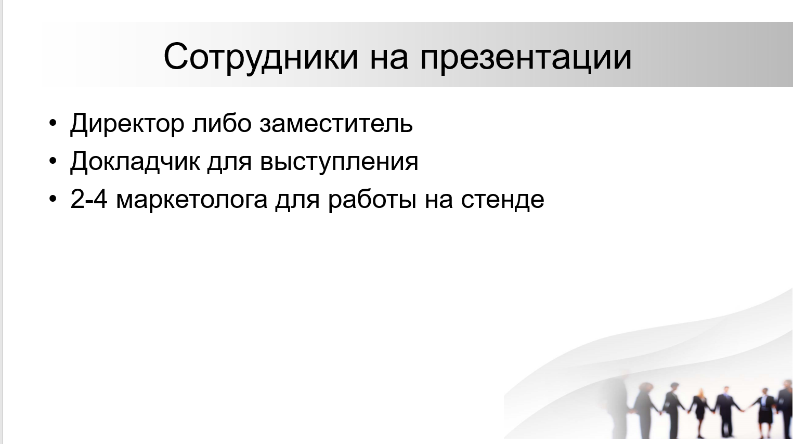 Сотрудники на презентации
• Директор либо заместитель
• Докладчик для выступления
• 2-4 маркетолога для работы на стенде